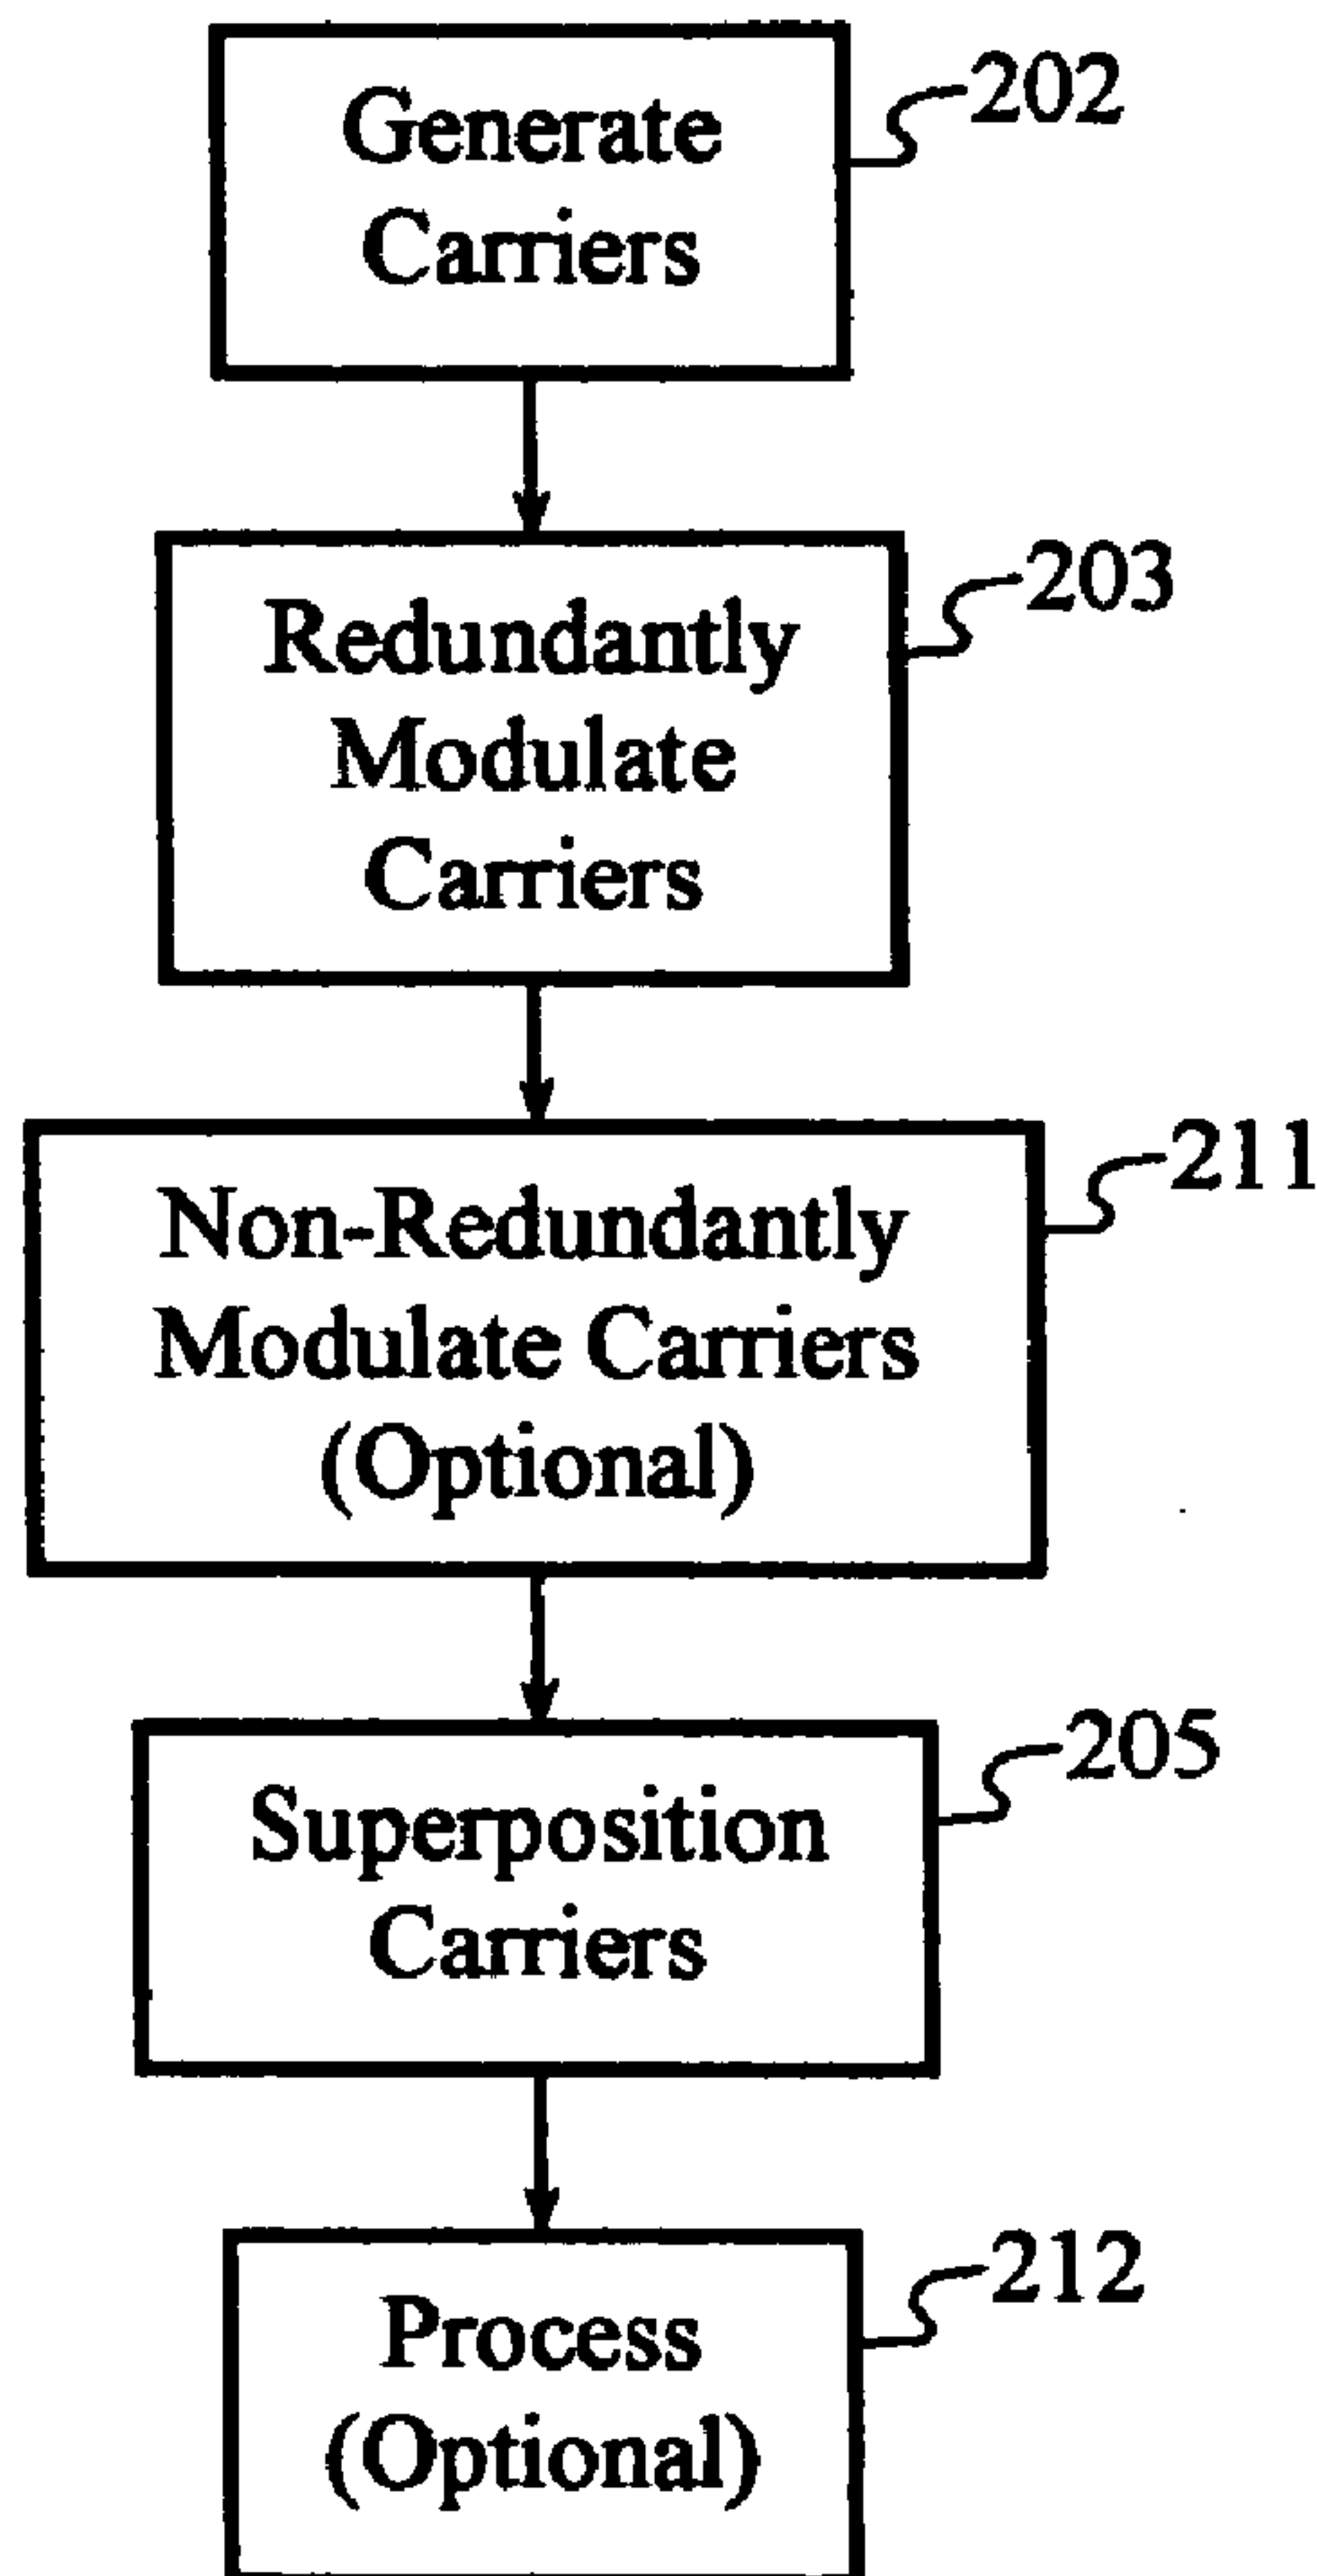 Generate
Carriers
202
Redundantly
Modulate
Carriers
203
Non-Redundantly
Modulate Carriers
(Optional)
211
Superposition
Carriers
205
Process
(Optional)
212